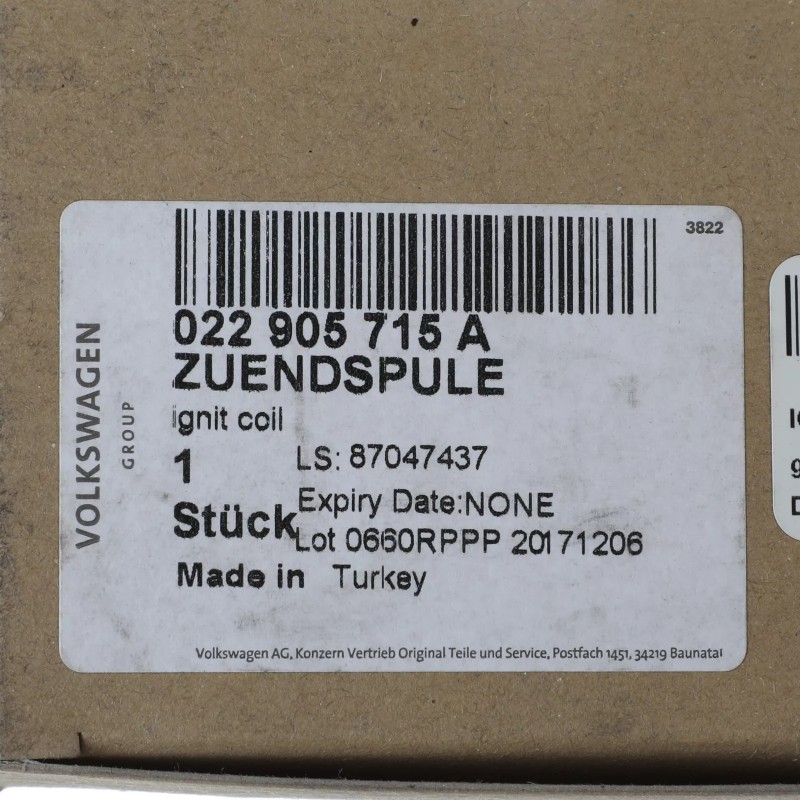 3822
022 905 715 A
ZUENDSPULE
ignit coil
1
LS: 87047437
Expiry Date:NONE
Stück
Lot 0660RPPP 20171206
Made in Turkey
Volkswagen AG, Konzern Vertrieb Original Teile und Service, Postfach 1451, 34219 Baunatal
VOLKSWAGEN
GROUP